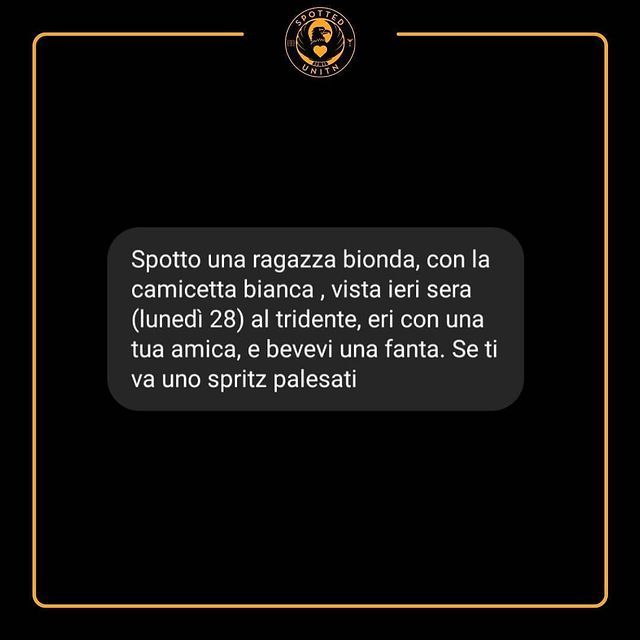 SPOTTED
UNITN
Spotto una ragazza bionda, con la
camicetta bianca , vista ieri sera
(lunedì 28) al tridente, eri con una
tua amica, e bevevi una fanta. Se ti
va uno spritz palesati